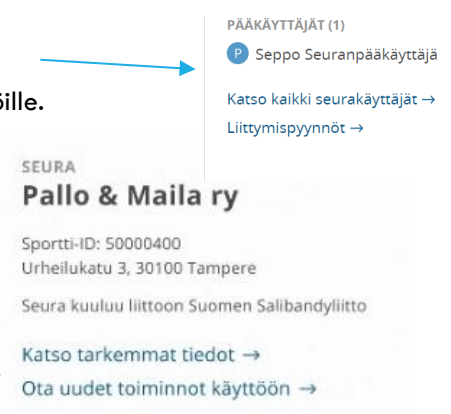 PÄÄKÄYTTÄJÄT (1)
P Seppo Seuranpääkäyttäjä
Katso kaikki seurakäyttäjät →
Liittymispyynnöt →
öille.
SEURA
Pallo & Maila ry
Sportti-ID: 50000400
Urheilukatu 3, 30100 Tampere
Seura kuuluu liittoon Suomen Salibandyliitto
Katso tarkemmat tiedot →
Ota uudet toiminnot käyttöön →